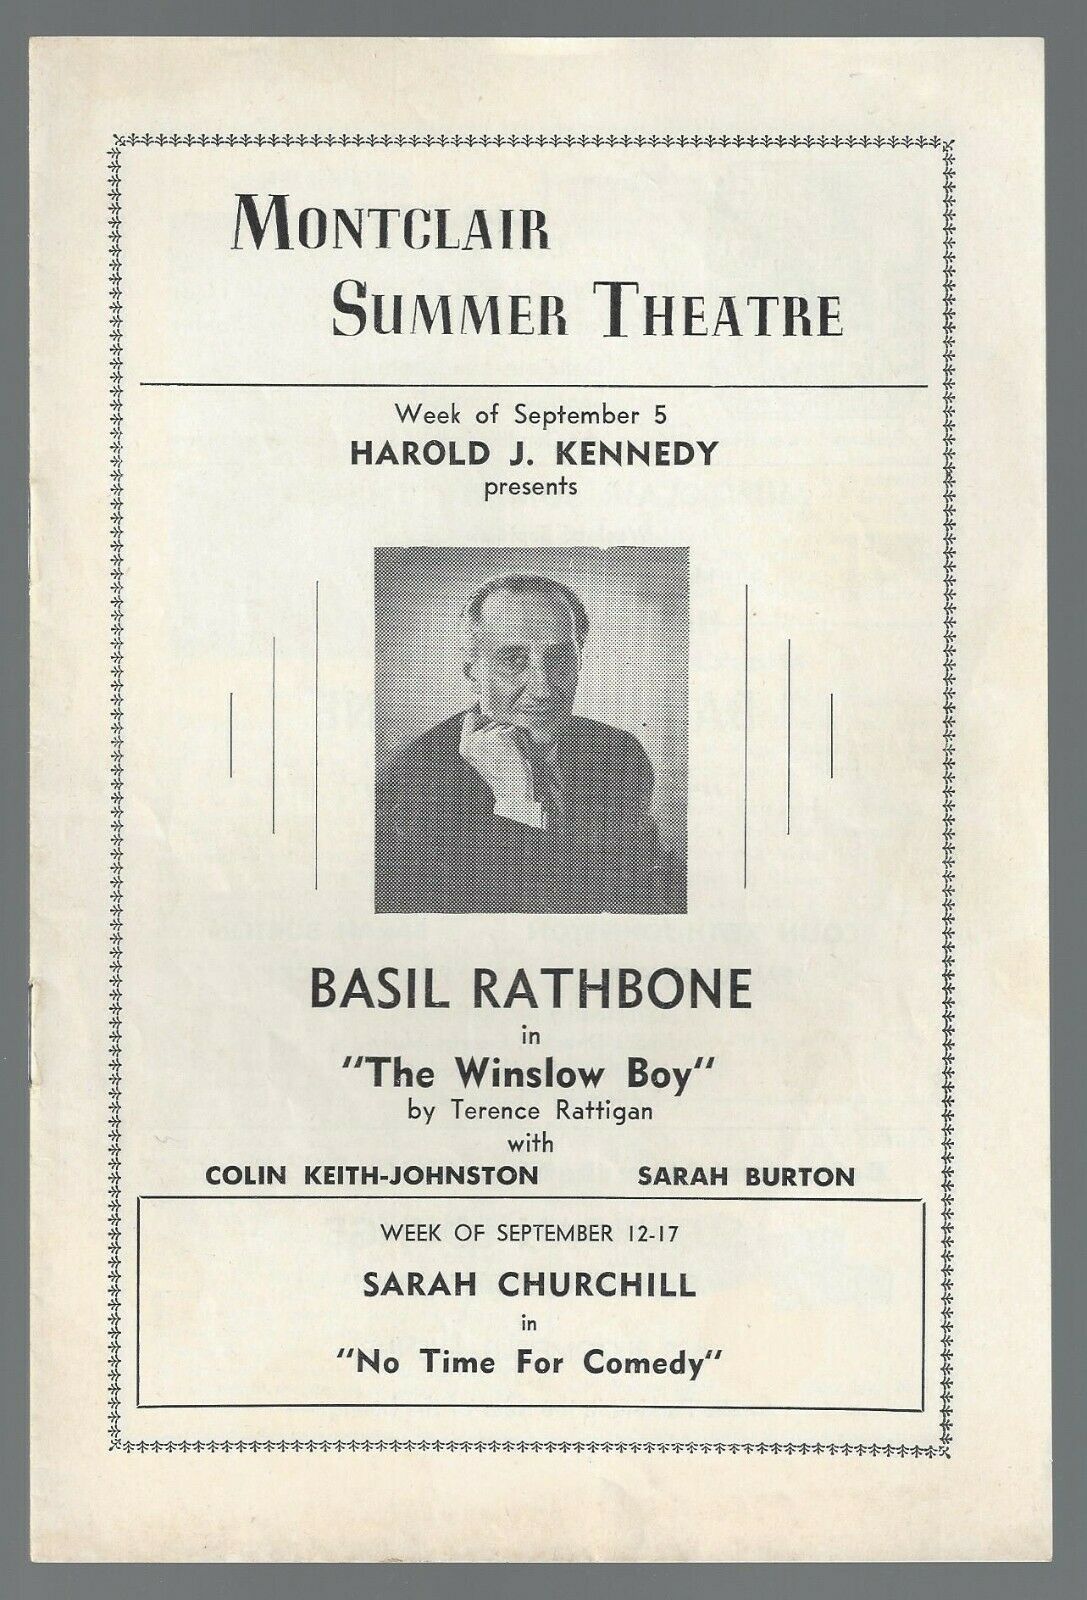 MONTCLAIR
SUMMER THEATRE
Week of September 5
HAROLD J. KENNEDY
presents
BASIL RATHBONE
in
"The Winslow Boy"
by Terence Rattigan
with
COLIN KEITH-JOHNSTON SARAH BURTON
WEEK OF SEPTEMBER 12-17
SARAH CHURCHILL
in
"No Time For Comedy"